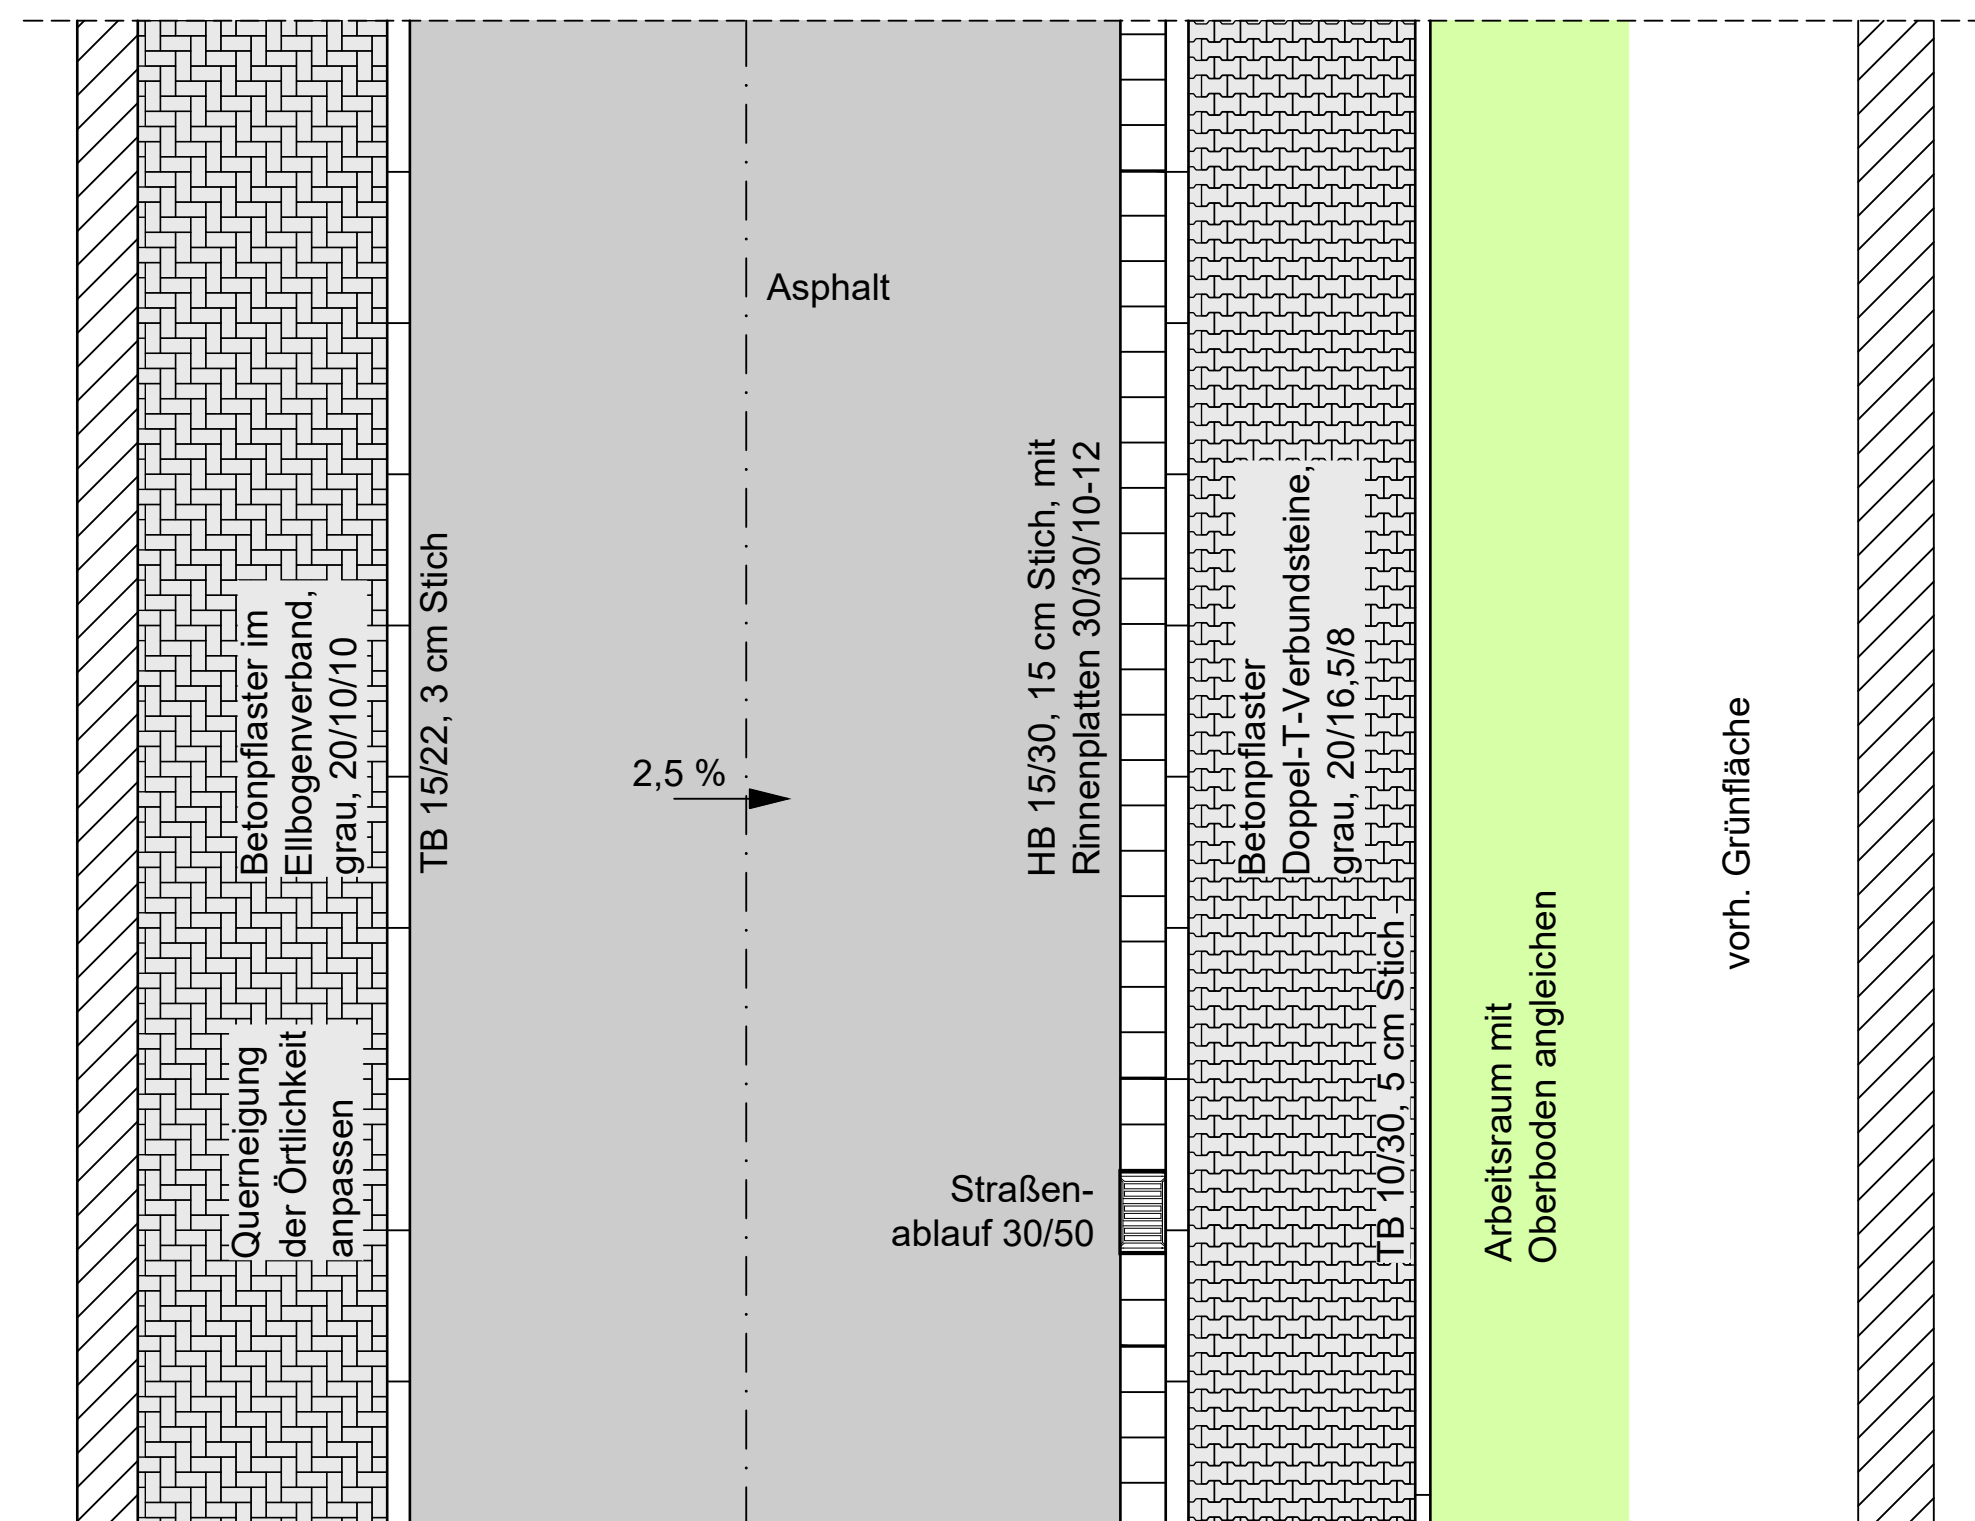 Asphalt
2,5 %
Betonpflaster im
Ellbogenverband,
grau, 20/10/10
Querneigung
der Örtlichkeit
anpassen
TB 15/22, 3 cm Stich
HB 15/30, 15 cm Stich, mit
Rinnenplatten 30/30/10-12
Straßen-
ablauf 30/50
Betonpflaster
Doppel-T-Verbundsteine,
grau, 20/16,5/8
TB 10/30, 5 cm Stich
Arbeitsraum mit
Oberboden angleichen
vorh. Grünfläche